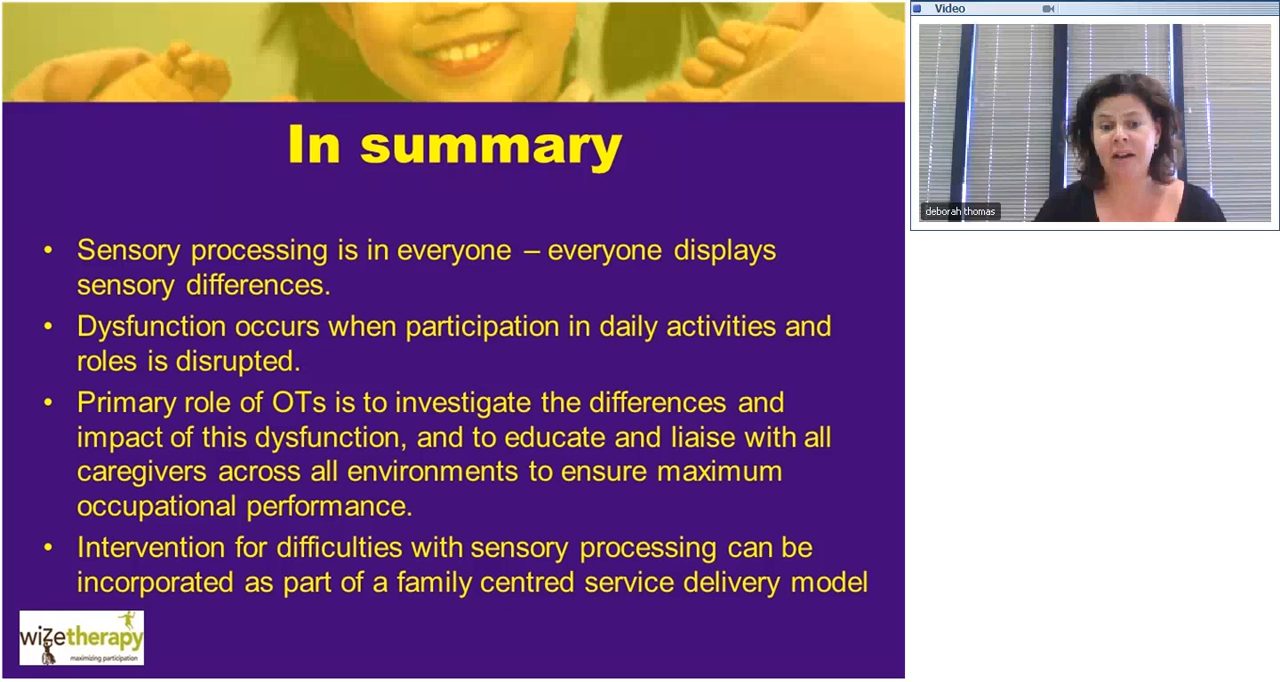 In summary
• Sensory processing is in everyone – everyone displays
sensory differences.
• Dysfunction occurs when participation in daily activities and
roles is disrupted.
• Primary role of OTs is to investigate the differences and
impact of this dysfunction, and to educate and liaise with all
caregivers across all environments to ensure maximum
occupational performance.
• Intervention for difficulties with sensory processing can be
incorporated as part of a family centred service delivery model
wizetherapy
maximizing participation
Video
deborah thomas